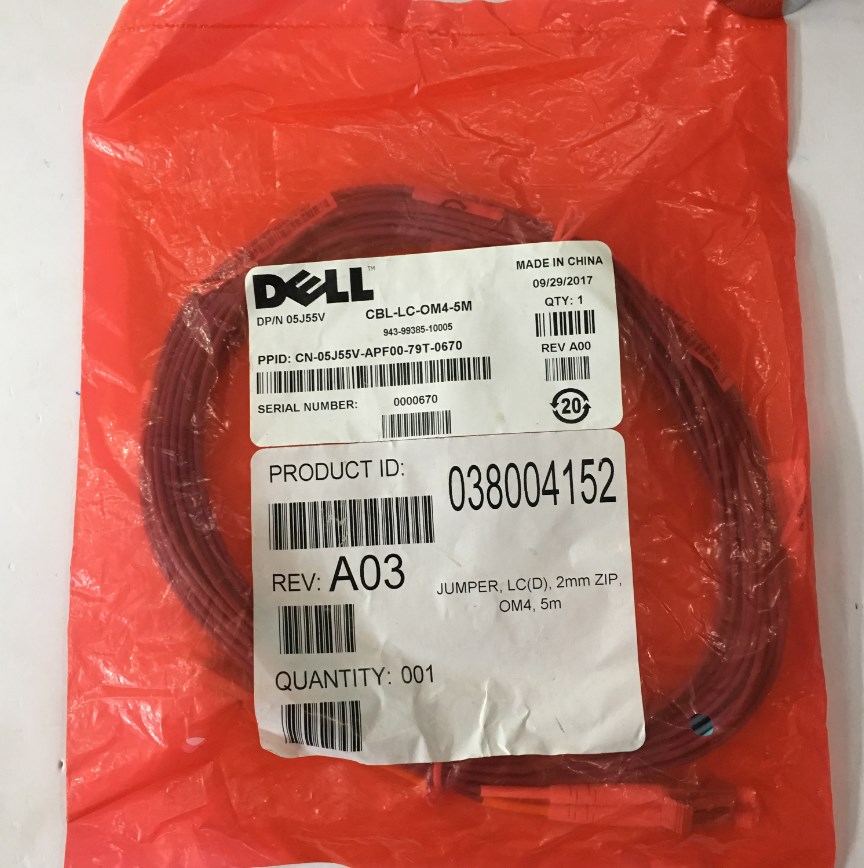 DELL™
MADE IN CHINA
09/29/2017
DP/N 05J55V
CBL-LC-OM4-5M
QTY: 1
943-99385-10005
PPID: CN-05J55V-APF00-79T-0670
REV A00
SERIAL NUMBER:
0000670
20
PRODUCT ID:
038004152
REV: A03
JUMPER, LC(D), 2mm ZIP,
OM4, 5m
QUANTITY: 001